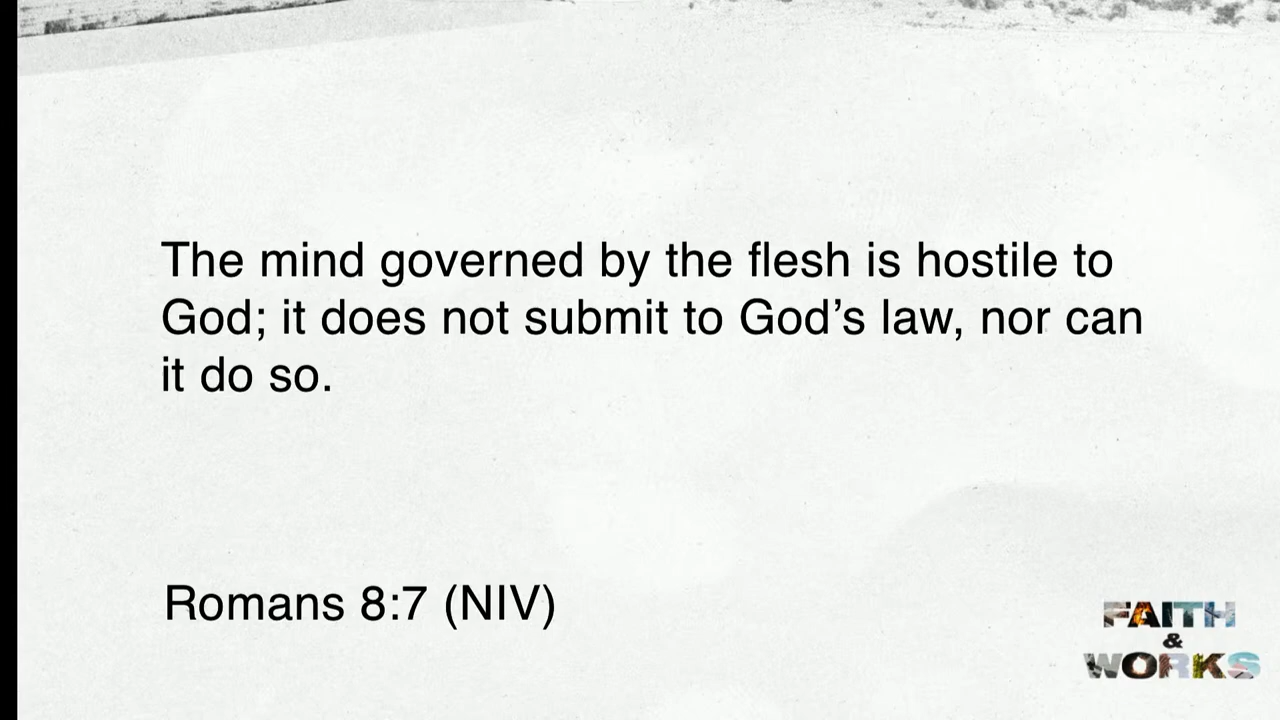 The mind governed by the flesh is hostile to
God; it does not submit to God’s law, nor can
it do so.
Romans 8:7 (NIV)
FAITH
&
WORKS